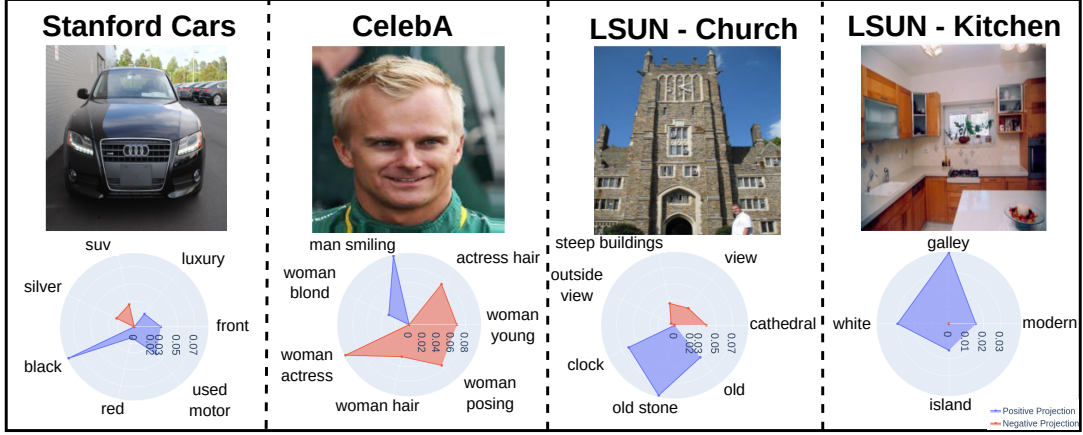 Stanford Cars
CelebA
LSUN - Church
LSUN - Kitchen
suv
luxury
silver
front
black
used
motor
red
0
0.02
0.03
0.05
0.07
man smiling
actress hair
woman
blond
woman
young
woman
actress
woman
posing
woman hair
0
0.02
0.04
0.06
0.08
steep buildings
view
outside
view
cathedral
clock
old
old stone
0
0.02
0.03
0.05
0.07
galley
white
modern
island
0
0.01
0.02
0.03
Positive Projection
Negative Projection